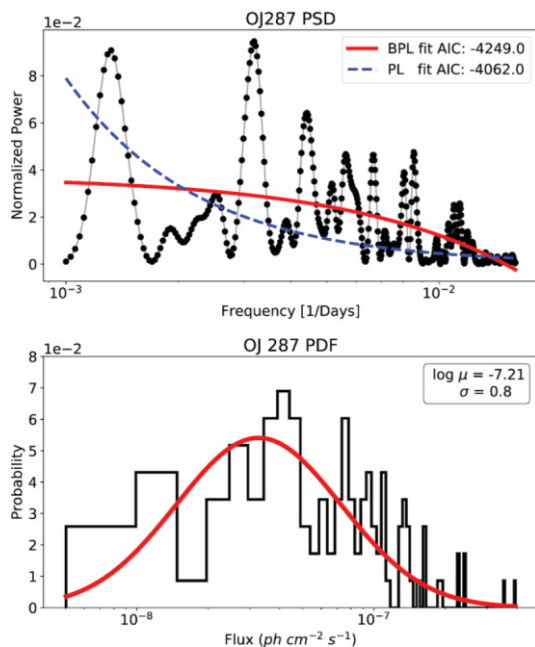 OJ287 PSD
1e−2
BPL fit AIC: -4249.0
PL fit AIC: -4062.0
8
6
4
2
0
Normalized Power
10⁻³
10⁻²
Frequency [1/Days]
OJ 287 PDF
1e−2
log μ = -7.21
σ = 0.8
8
7
6
5
4
3
2
1
0
Probability
10⁻⁸
10⁻⁷
Flux (ph cm⁻² s⁻¹)